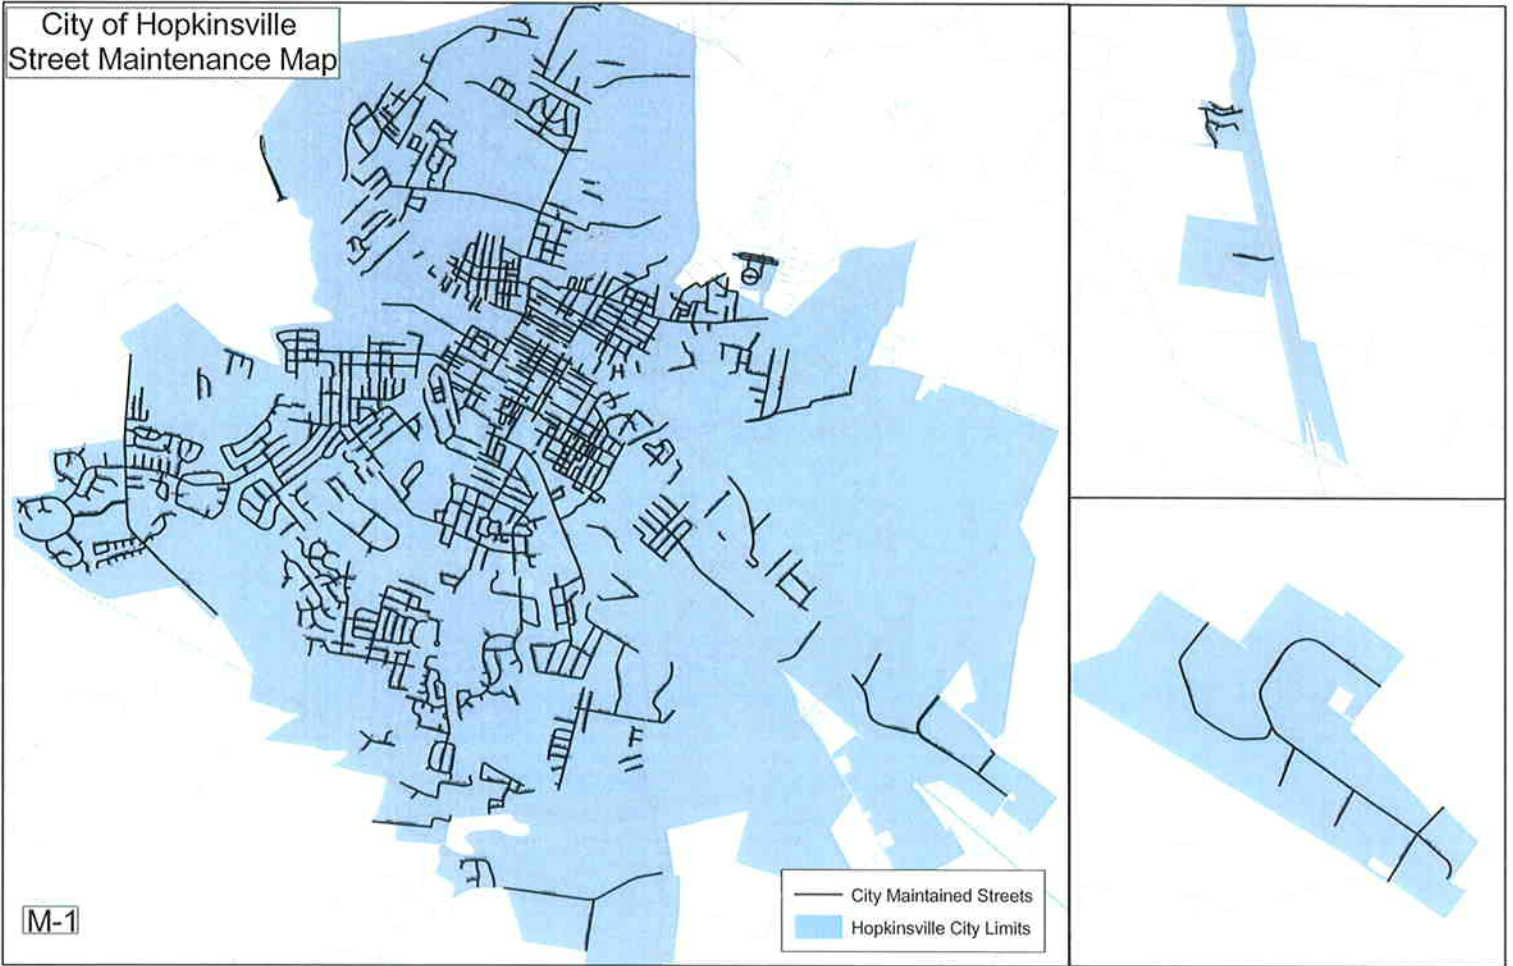 City of Hopkinsville
Street Maintenance Map
City Maintained Streets
Hopkinsville City Limits
M-1